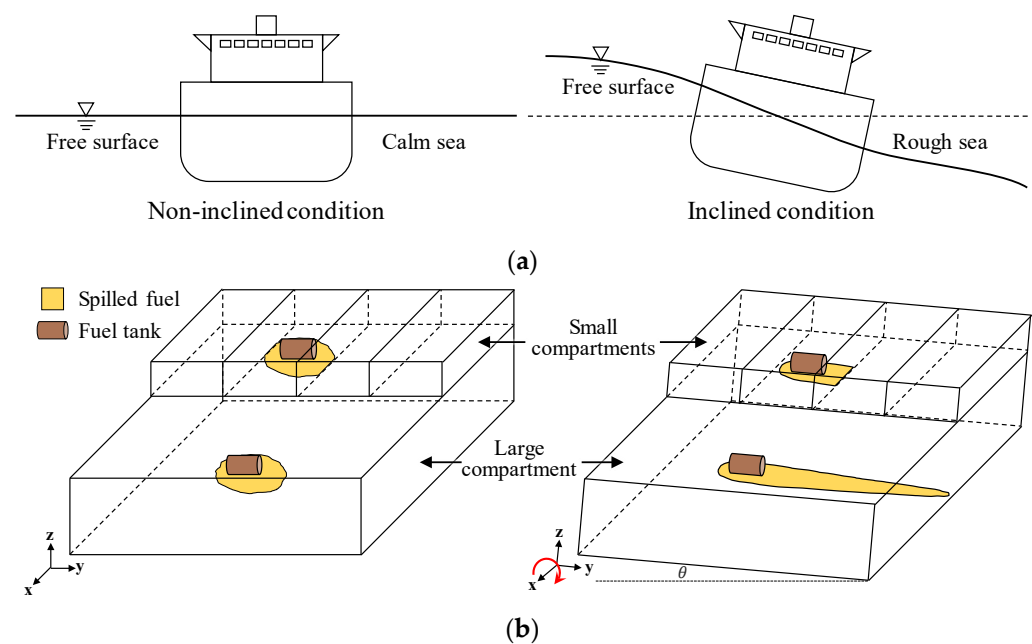 Free surface
Calm sea
Non-inclined condition
Free surface
Rough sea
Inclined condition
(a)
Spilled fuel
Fuel tank
Small
compartments
Large
compartment
z
y
x
z
y
x
θ
(b)